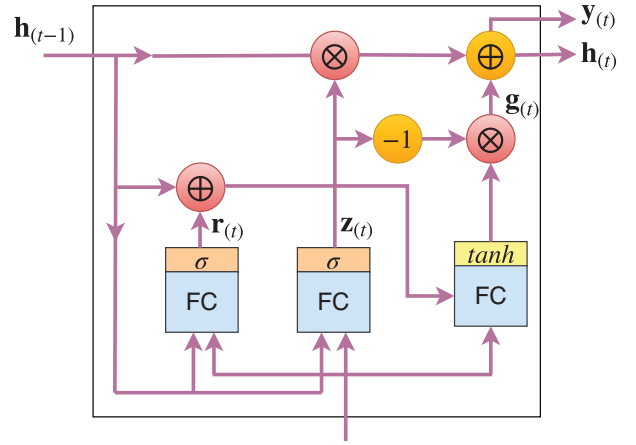 y(t)
h(t−1)
h(t)
⊗
⊕
g(t)
−1
⊗
⊕
r(t)
z(t)
σ
σ
tanh
FC
FC
FC